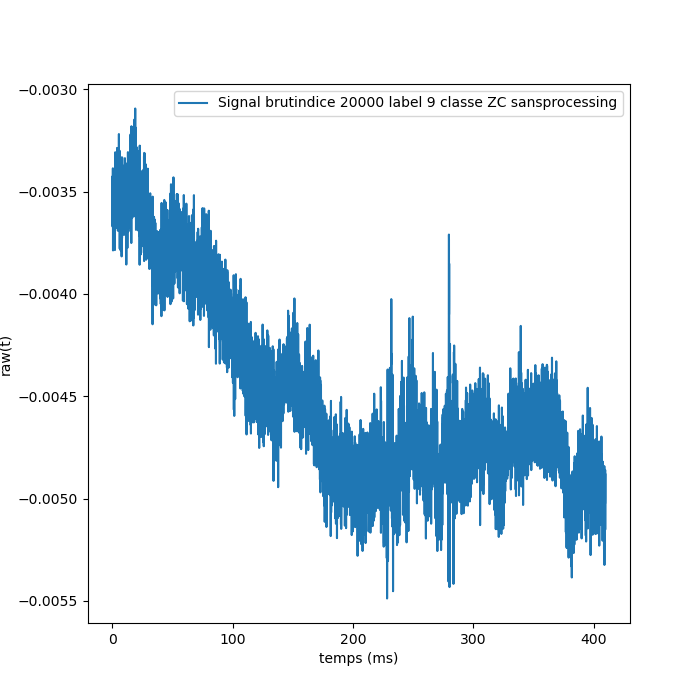 Signal brutindice 20000 label 9 classe ZC sansprocessing
−0.0030
−0.0035
−0.0040
−0.0045
−0.0050
−0.0055
raw(t)
0 100 200 300 400
temps (ms)